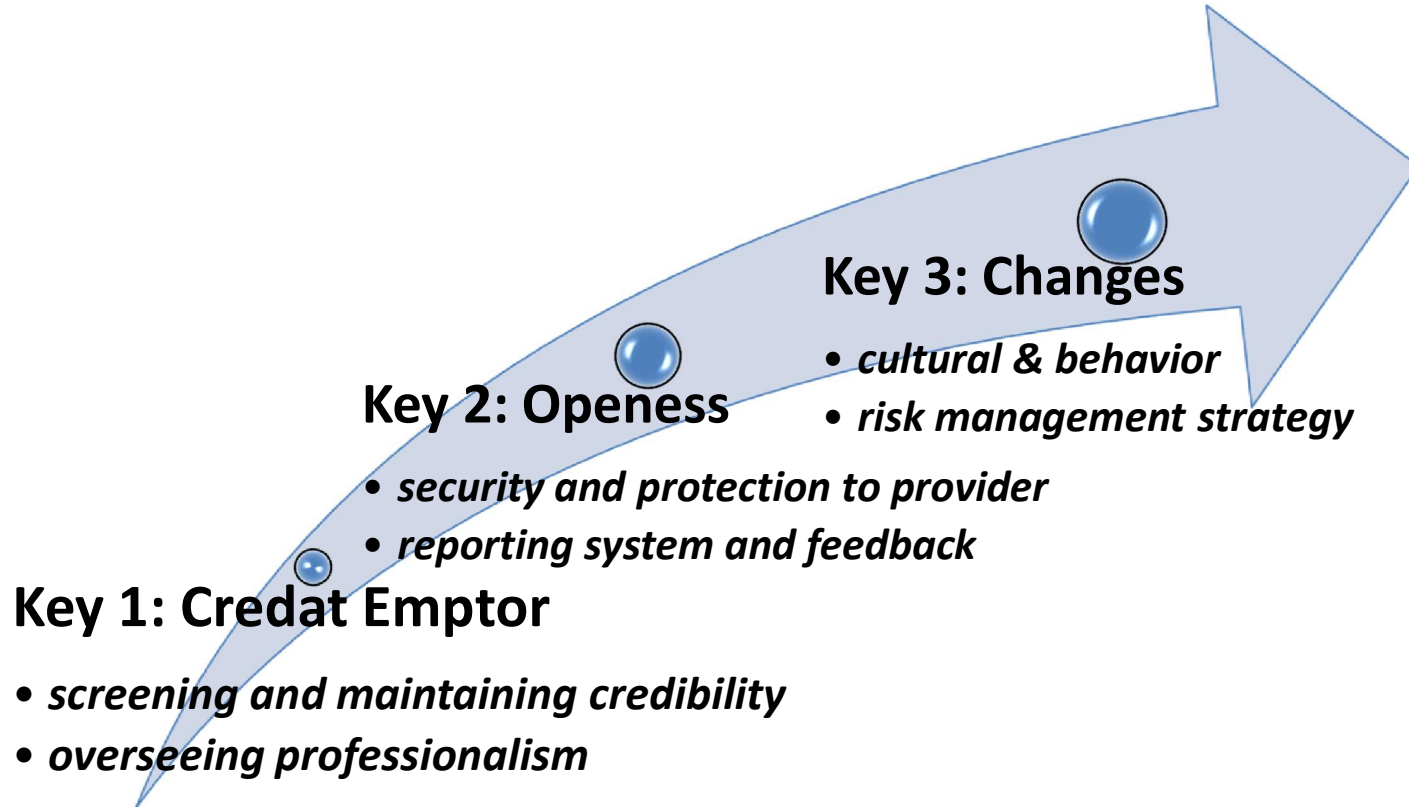 Key 1: Credat Emptor
• screening and maintaining credibility
• overseeing professionalism
Key 2: Openess
• security and protection to provider
• reporting system and feedback
Key 3: Changes
• cultural & behavior
• risk management strategy